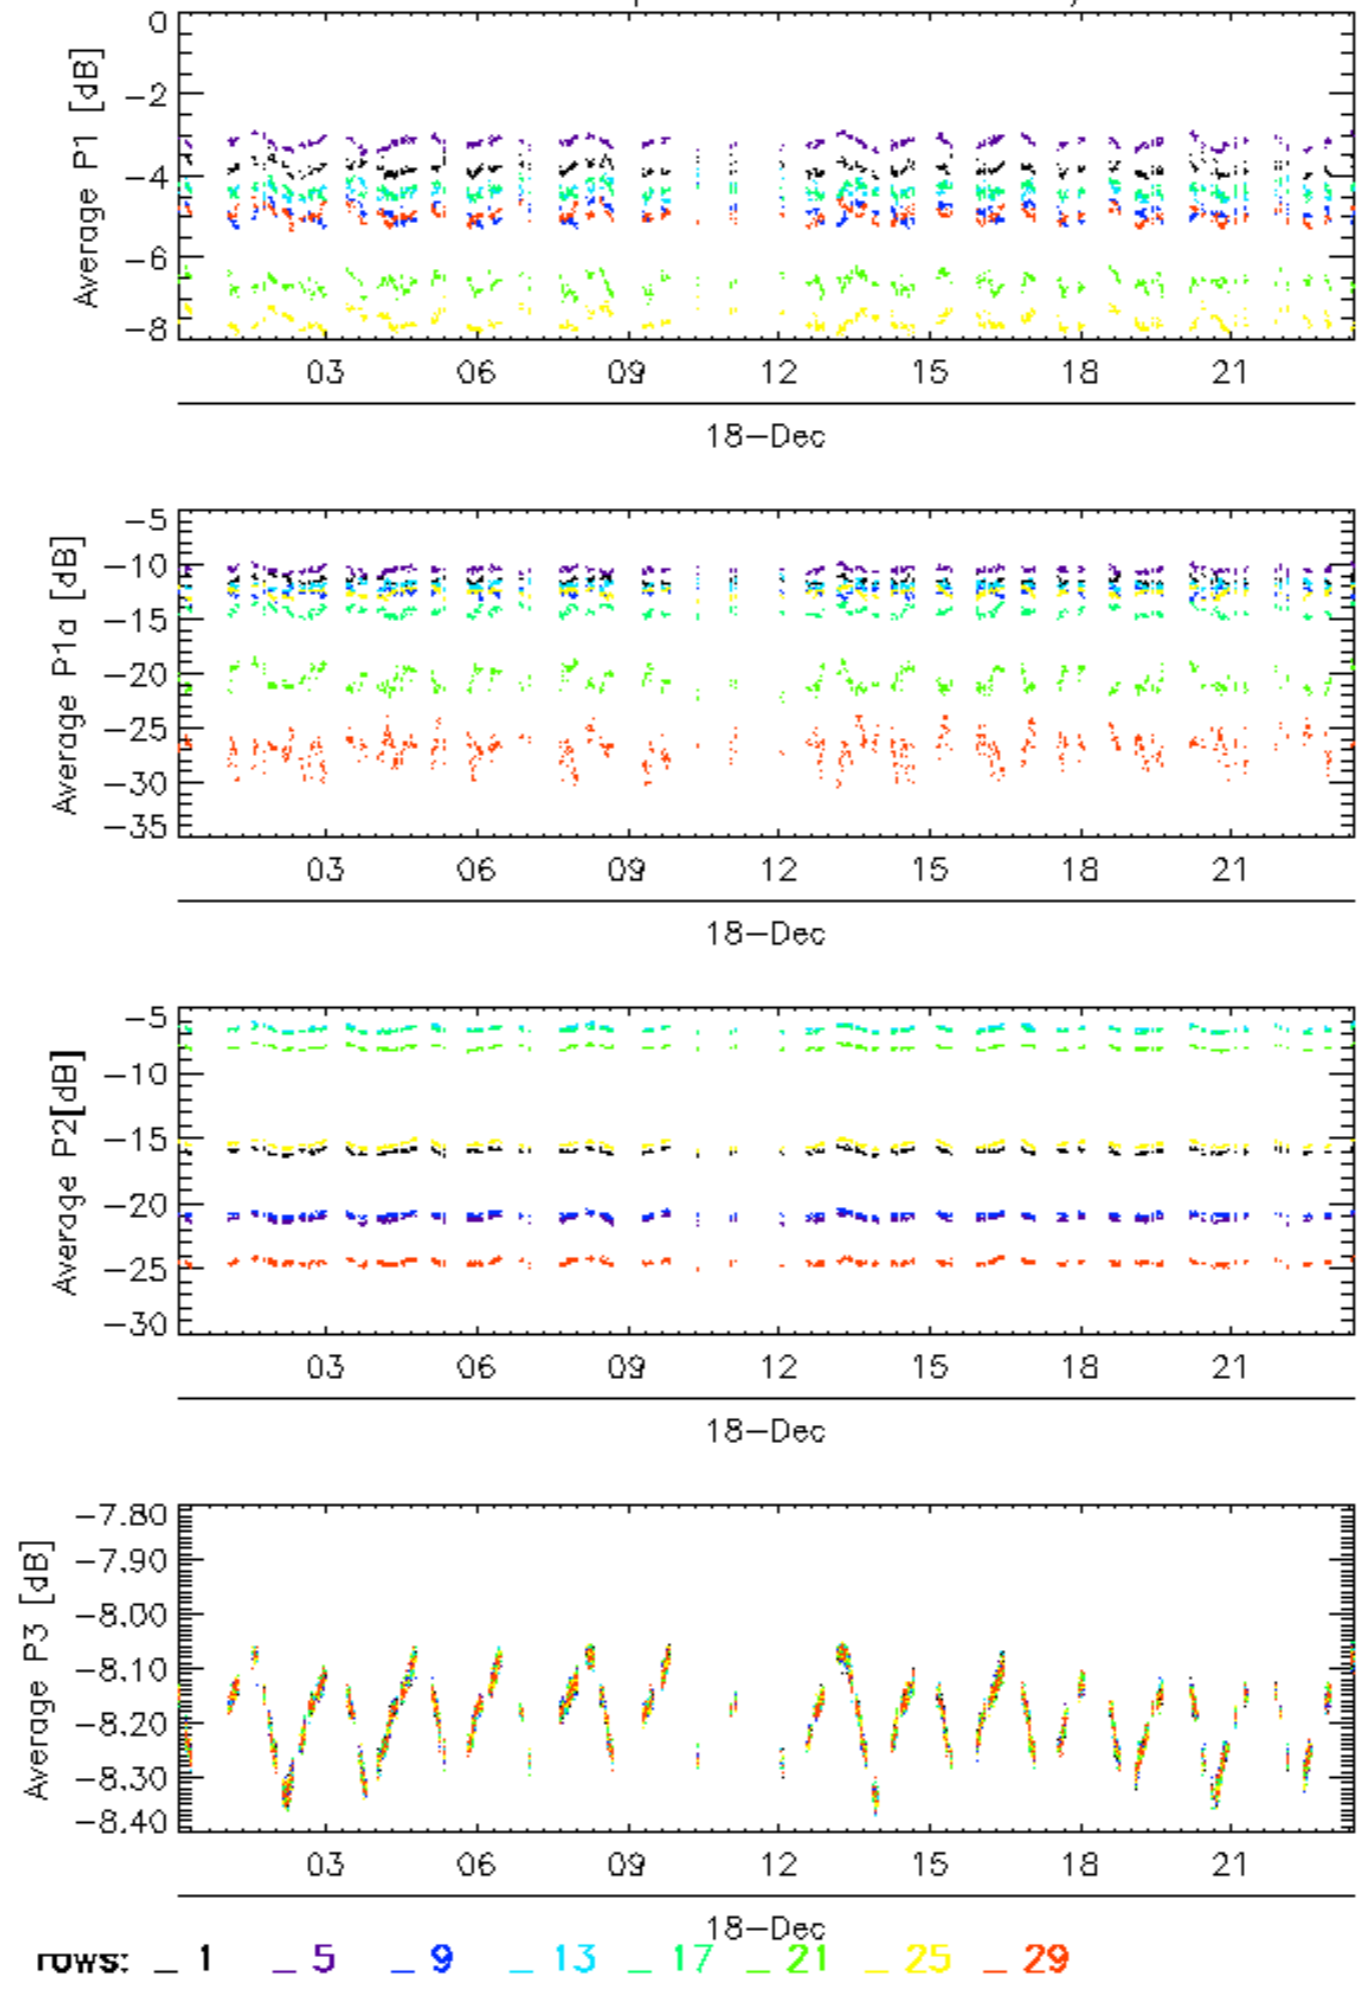 0
-2
-4
-6
-8
Average P1 [dB]
03 06 09 12 15 18 21
18-Dec
-5
-10
-15
-20
-25
-30
-35
Average P1a [dB]
03 06 09 12 15 18 21
18-Dec
-5
-10
-15
-20
-25
-30
Average P2[dB]
03 06 09 12 15 18 21
18-Dec
-7.80
-7.90
-8.00
-8.10
-8.20
-8.30
-8.40
Average P3 [dB]
03 06 09 12 15 18 21
18-Dec
rows: _ 1 _ 5 _ 9 _ 13 _ 17 _ 21 _ 25 _ 29